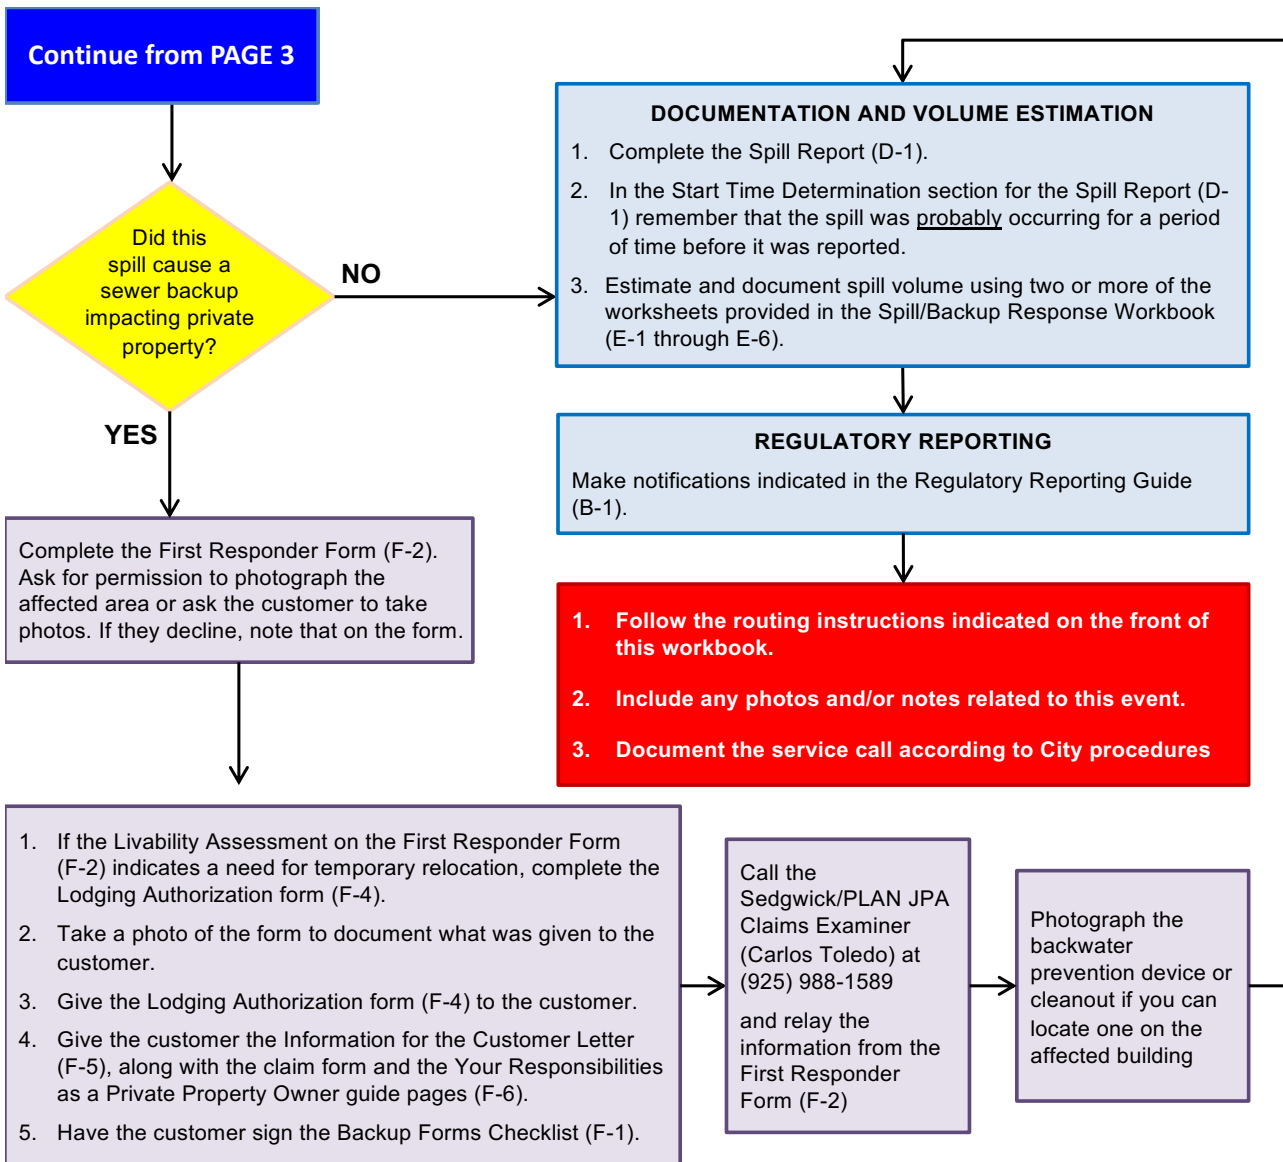 Continue from PAGE 3
Did this
spill cause a
sewer backup
impacting private
property?
NO
YES
DOCUMENTATION AND VOLUME ESTIMATION
1. Complete the Spill Report (D-1).
2. In the Start Time Determination section for the Spill Report (D-
1) remember that the spill was probably occurring for a period
of time before it was reported.
3. Estimate and document spill volume using two or more of the
worksheets provided in the Spill/Backup Response Workbook
(E-1 through E-6).
REGULATORY REPORTING
Make notifications indicated in the Regulatory Reporting Guide
(B-1).
1. Follow the routing instructions indicated on the front of
this workbook.
2. Include any photos and/or notes related to this event.
3. Document the service call according to City procedures
Complete the First Responder Form (F-2).
Ask for permission to photograph the
affected area or ask the customer to take
photos. If they decline, note that on the form.
1. If the Livability Assessment on the First Responder Form
(F-2) indicates a need for temporary relocation, complete the
Lodging Authorization form (F-4).
2. Take a photo of the form to document what was given to the
customer.
3. Give the Lodging Authorization form (F-4) to the customer.
4. Give the customer the Information for the Customer Letter
(F-5), along with the claim form and the Your Responsibilities
as a Private Property Owner guide pages (F-6).
5. Have the customer sign the Backup Forms Checklist (F-1).
Call the
Sedgwick/PLAN JPA
Claims Examiner
(Carlos Toledo) at
(925) 988-1589
and relay the
information from the
First Responder
Form (F-2)
Photograph the
backwater
prevention device or
cleanout if you can
locate one on the
affected building